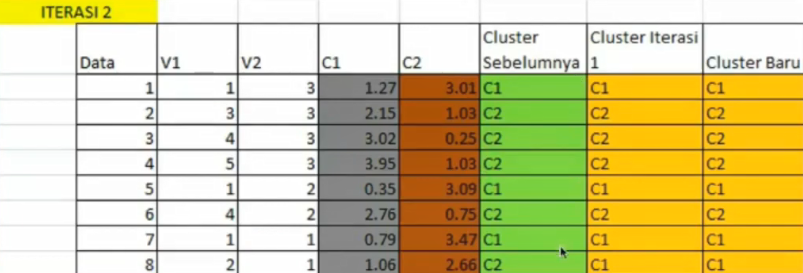 ITERASI 2
Data V1 V2 C1 C2 Cluster Sebelumnya Cluster Iterasi 1 Cluster Baru
1 1 3 1.27 3.01 C1 C1 C1
2 3 3 2.15 1.03 C2 C2 C2
3 4 3 3.02 0.25 C2 C2 C2
4 5 3 3.95 1.03 C2 C2 C2
5 1 2 0.35 3.09 C1 C1 C1
6 4 2 2.76 0.75 C2 C2 C2
7 1 1 0.79 3.47 C1 C1 C1
8 2 1 1.06 2.66 C2 C1 C1